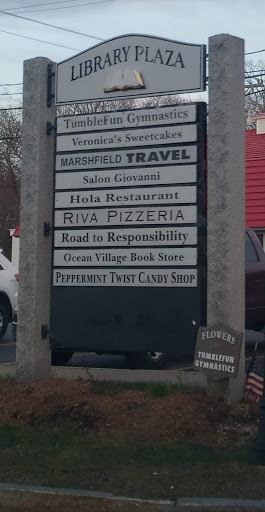 LIBRARY PLAZA
TUMBLEFUN GYMNASTICS
Veronica's Sweetcakes
MARSHFIELD TRAVEL
Salon Giovanni
Hola Restaurant
RIVA PIZZERIA
Road to Responsibility
Ocean Village Book Store
PEPPERMINT TWIST CANDY SHOP
FLOWERS
TUMBLEFUN
GYMNASTICS